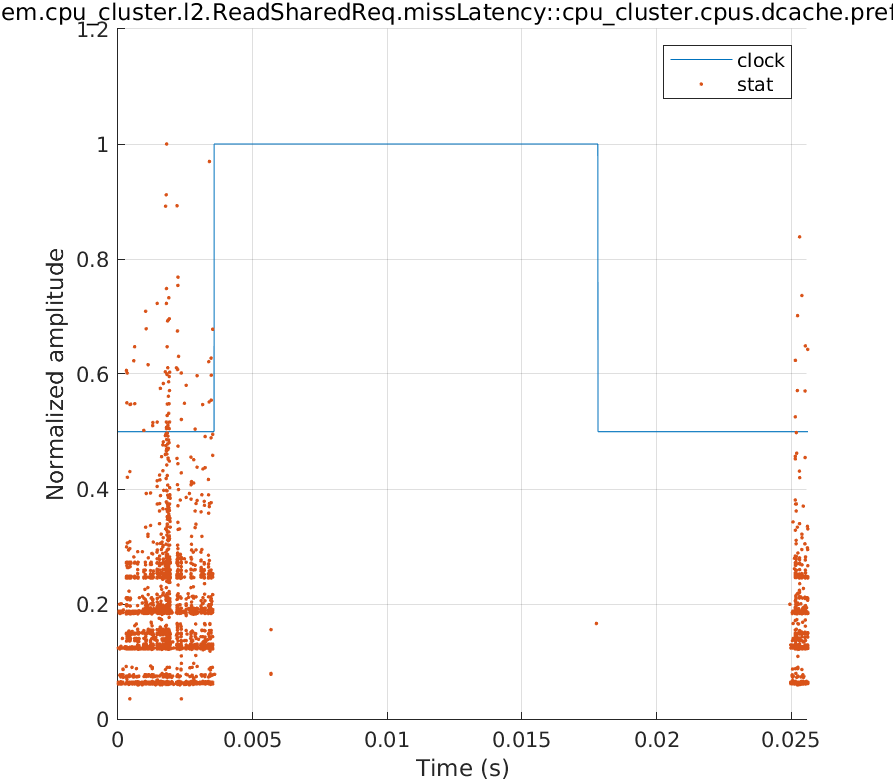 em.cpu_cluster.l2.ReadSharedReq.missLatency::cpu_cluster.cpus.dcache.pref
1.2
1
0.8
0.6
0.4
0.2
0
Normalized amplitude
clock
stat
0 0.005 0.01 0.015 0.02 0.025
Time (s)